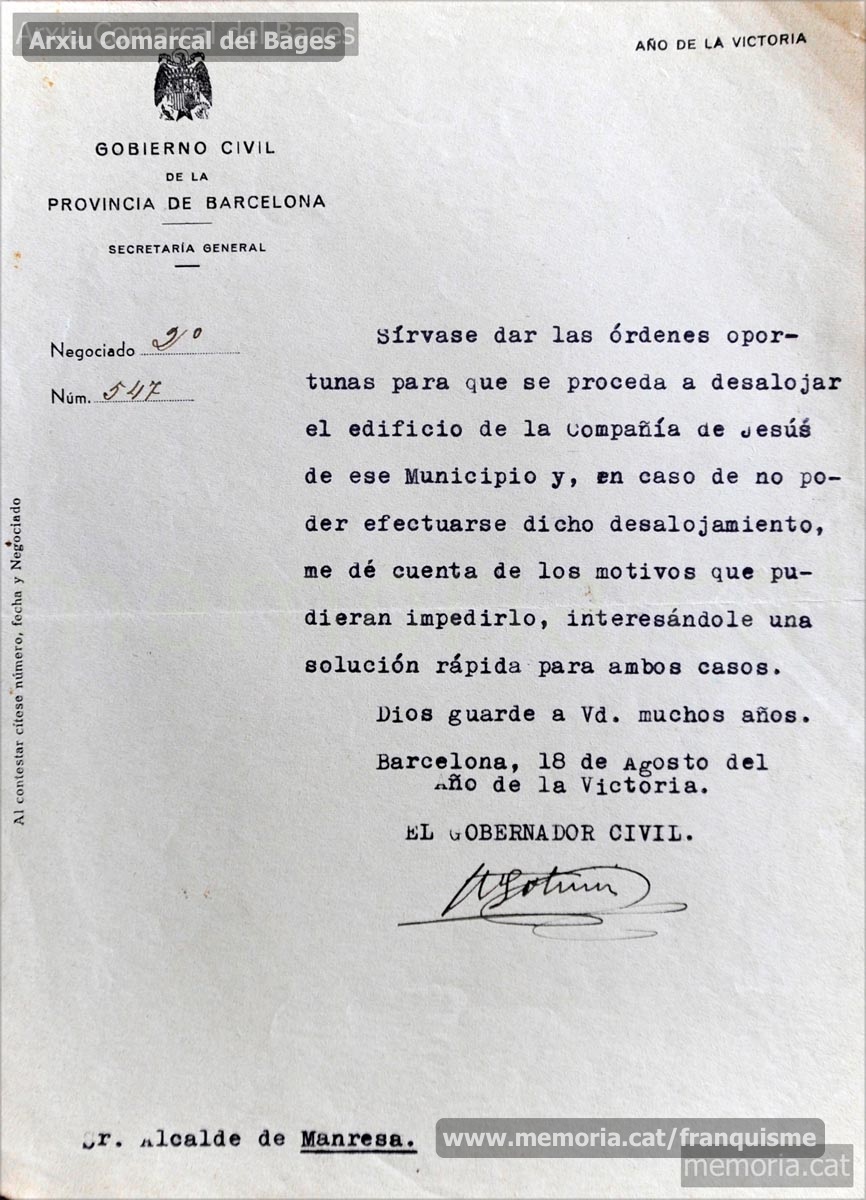 Arxiu Comarcal del Bages
AÑO DE LA VICTORIA
GOBIERNO CIVIL
DE LA
PROVINCIA DE BARCELONA
SECRETARÍA GENERAL
Negociado 2º
Núm. 547
Al contestar cítese número, fecha y Negociado
Sírvase dar las órdenes opor-
tunas para que se proceda a desalojar
el edificio de la Compañía de Jesús
de ese Municipio y, en caso de no po-
der efectuarse dicho desalojamiento,
me dé cuenta de los motivos que pu-
dieran impedirlo, interesándole una
solución rápida para ambos casos.
Dios guarde a Vd. muchos años.
Barcelona, 18 de Agosto del
Año de la Victoria.
EL GOBERNADOR CIVIL.
Sr. Alcalde de Manresa.
www.memoria.cat/franquisme
memoria.cat